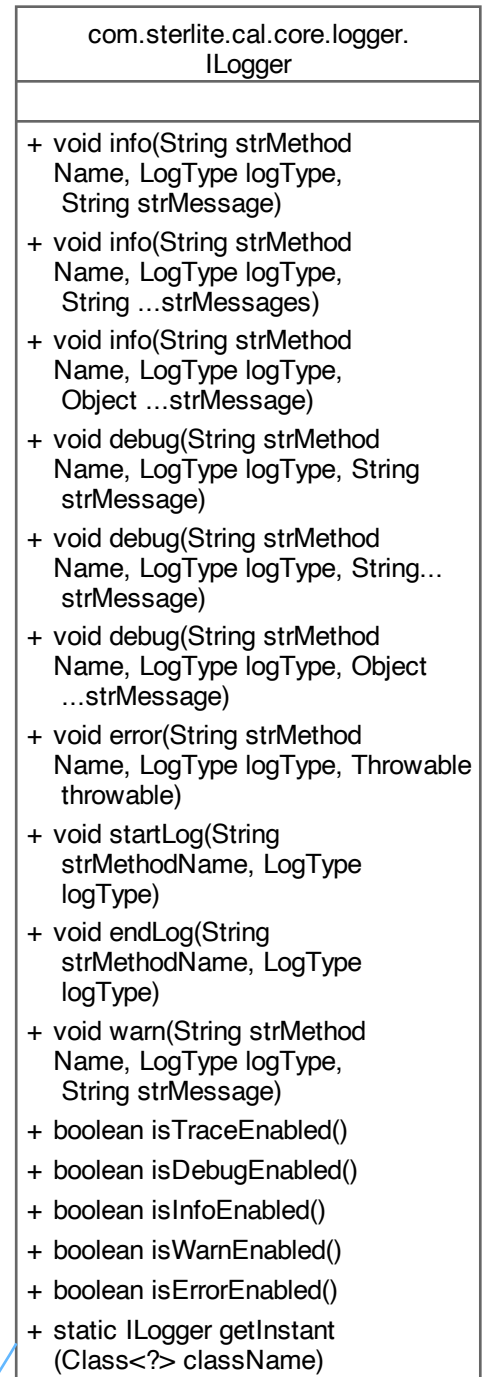 com.sterlite.cal.core.logger.
ILogger
+ void info(String strMethod
Name, LogType logType,
String strMessage)
+ void info(String strMethod
Name, LogType logType,
String ...strMessages)
+ void info(String strMethod
Name, LogType logType,
Object ...strMessage)
+ void debug(String strMethod
Name, LogType logType, String
strMessage)
+ void debug(String strMethod
Name, LogType logType, String...
strMessage)
+ void debug(String strMethod
Name, LogType logType, Object
...strMessage)
+ void error(String strMethod
Name, LogType logType, Throwable
throwable)
+ void startLog(String
strMethodName, LogType
logType)
+ void endLog(String
strMethodName, LogType
logType)
+ void warn(String strMethod
Name, LogType logType,
String strMessage)
+ boolean isTraceEnabled()
+ boolean isDebugEnabled()
+ boolean isInfoEnabled()
+ boolean isWarnEnabled()
+ boolean isErrorEnabled()
+ static ILogger getInstant
(Class<?> className)